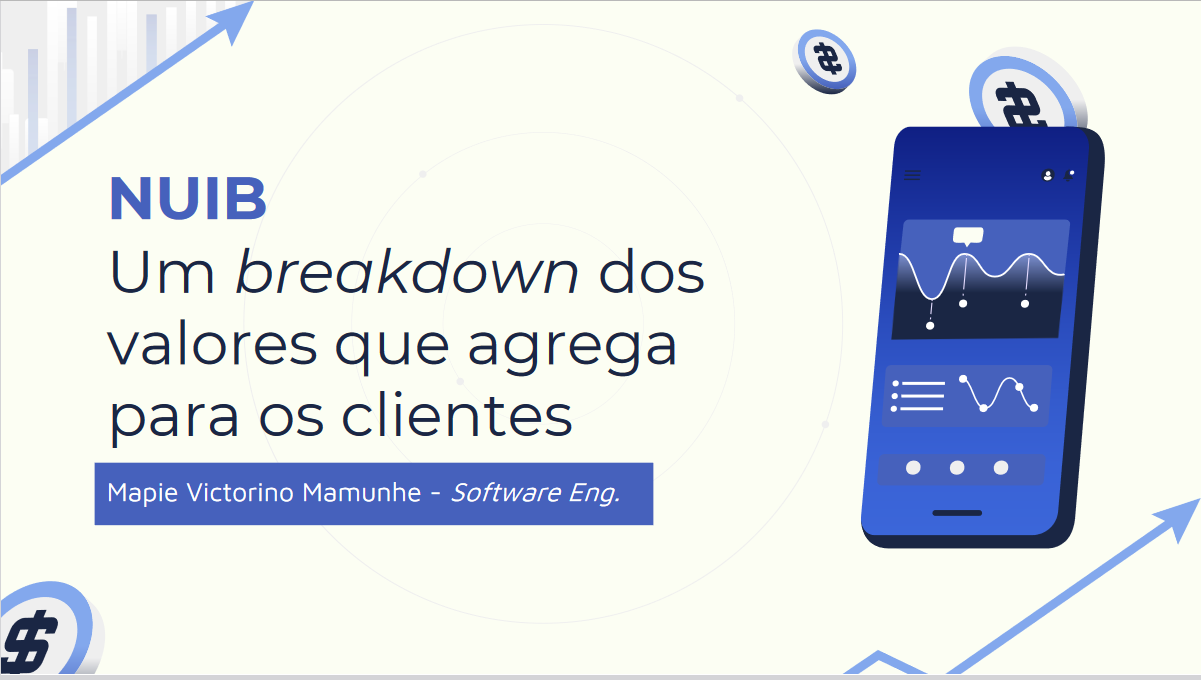 NUIB
Um breakdown dos
valores que agrega
para os clientes
Mapie Victorino Mamunhe - Software Eng.
$